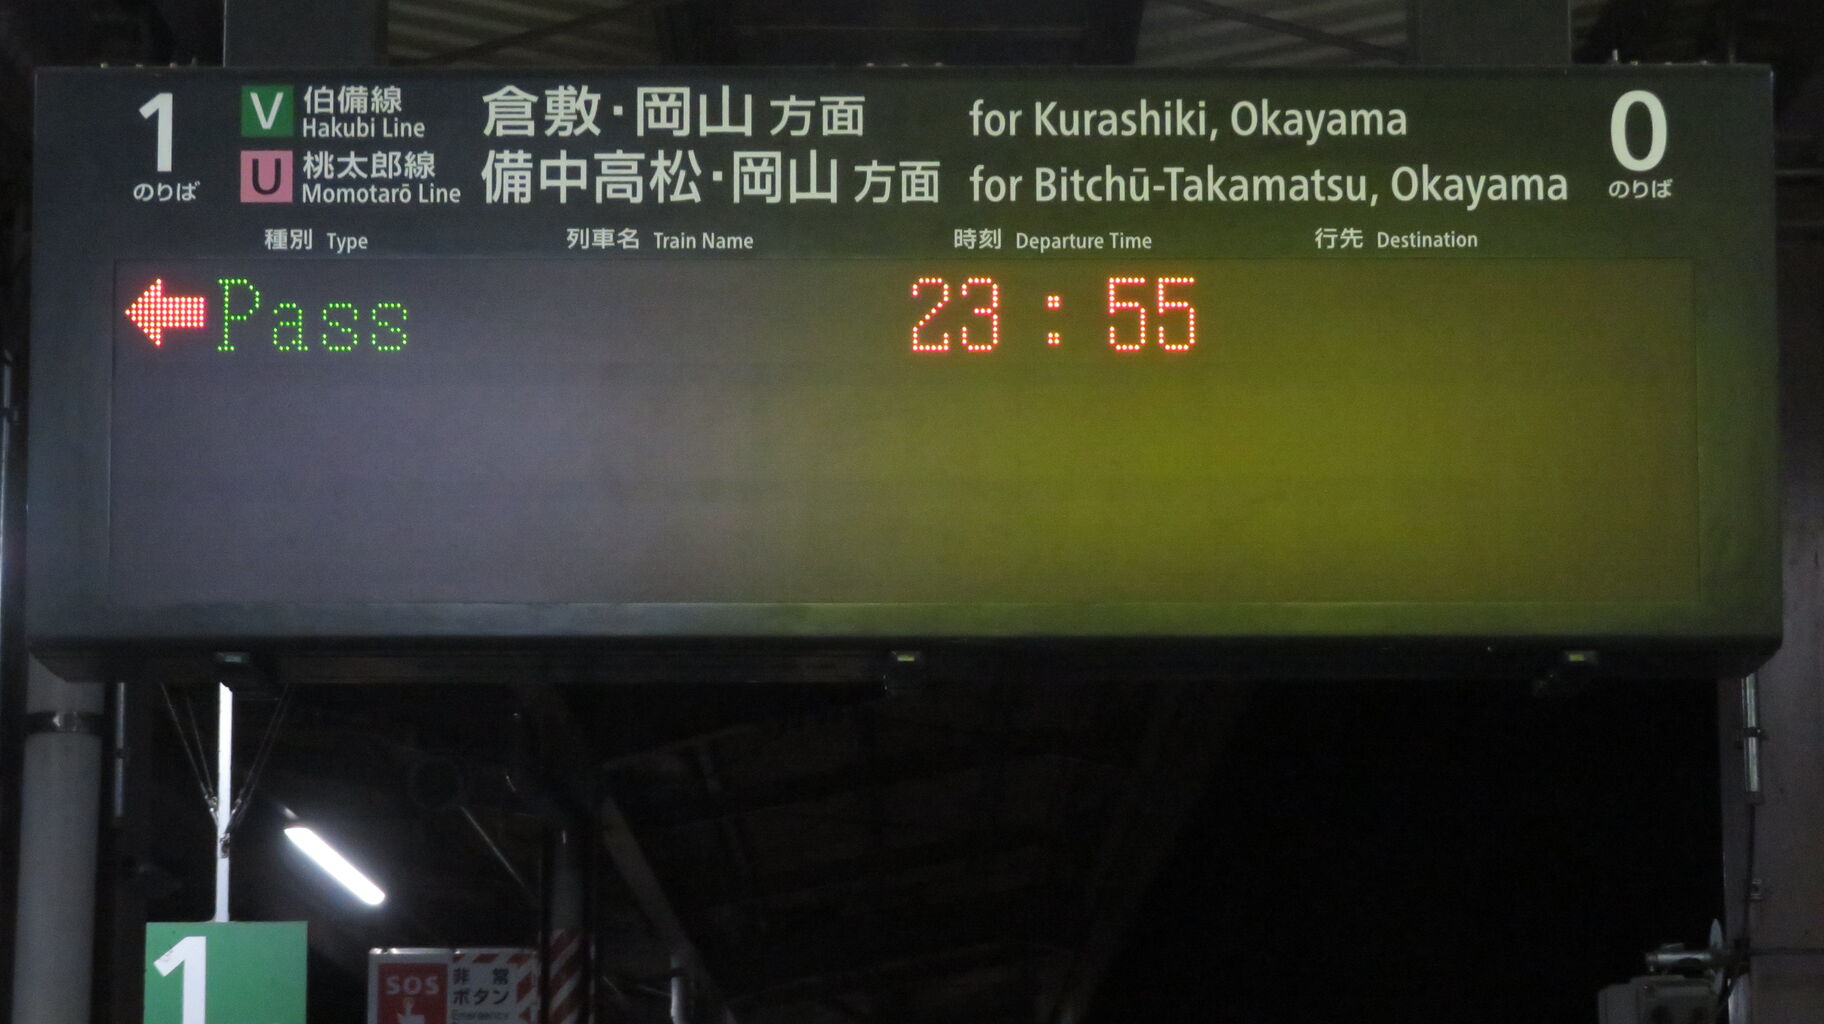 1 のりば
V 伯備線 Hakubi Line 倉敷・岡山 方面 for Kurashiki, Okayama
U 桃太郎線 Momotarō Line 備中高松・岡山 方面 for Bitchū-Takamatsu, Okayama
0 のりば
種別 Type 列車名 Train Name 時刻 Departure Time 行先 Destination
←Pass 23:55
1
SOS 非常
ボタン
Emergency